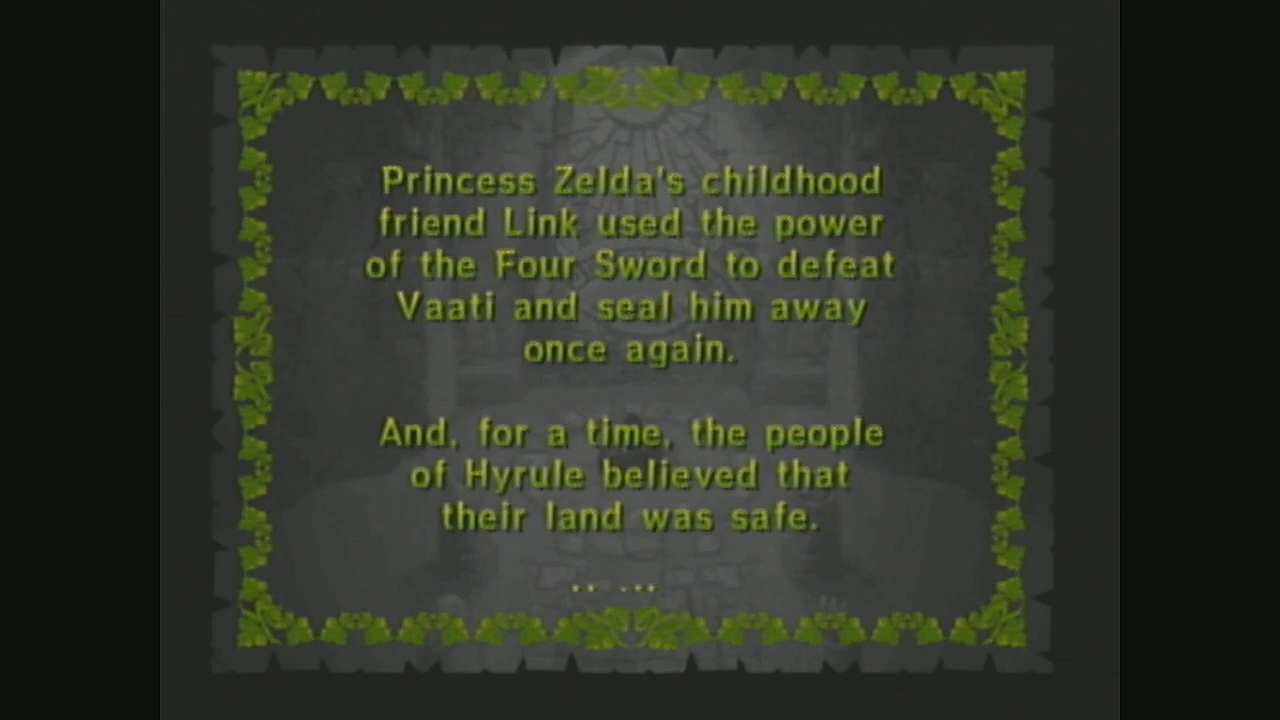 Princess Zelda's childhood
friend Link used the power
of the Four Sword to defeat
Vaati and seal him away
once again.
And, for a time, the people
of Hyrule believed that
their land was safe.